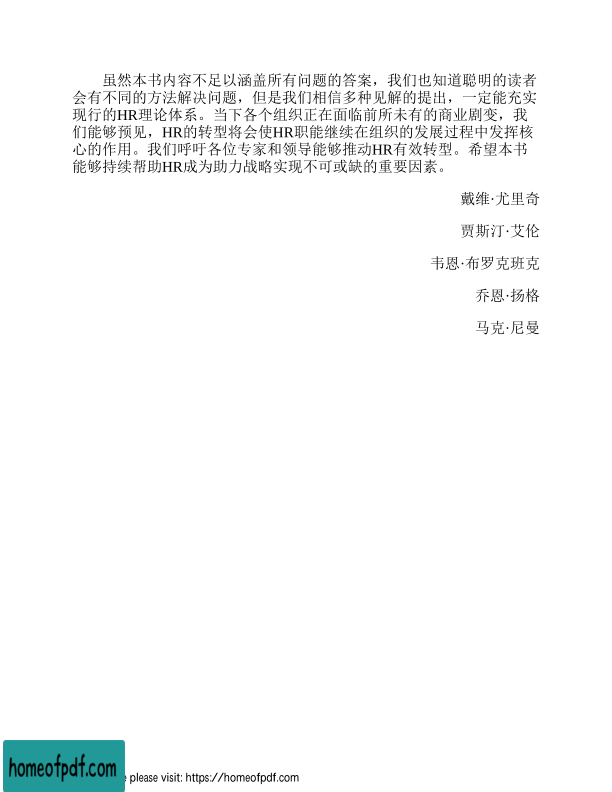 虽然本书内容不足以涵盖所有问题的答案，我们也知道聪明的读者
会有不同的方法解决问题，但是我们相信多种见解的提出，一定能充实
现行的HR理论体系。当下各个组织正在面临前所未有的商业剧变，我
们能够预见，HR的转型将会使HR职能继续在组织的发展过程中发挥核
心的作用。我们呼吁各位专家和领导能够推动HR有效转型。希望本书
能够持续帮助HR成为助力战略实现不可或缺的重要因素。
戴维·尤里奇
贾斯汀·艾伦
韦恩·布罗克班克
乔恩·扬格
马克·尼曼
homeofpdf.com
please visit: https://homeofpdf.com